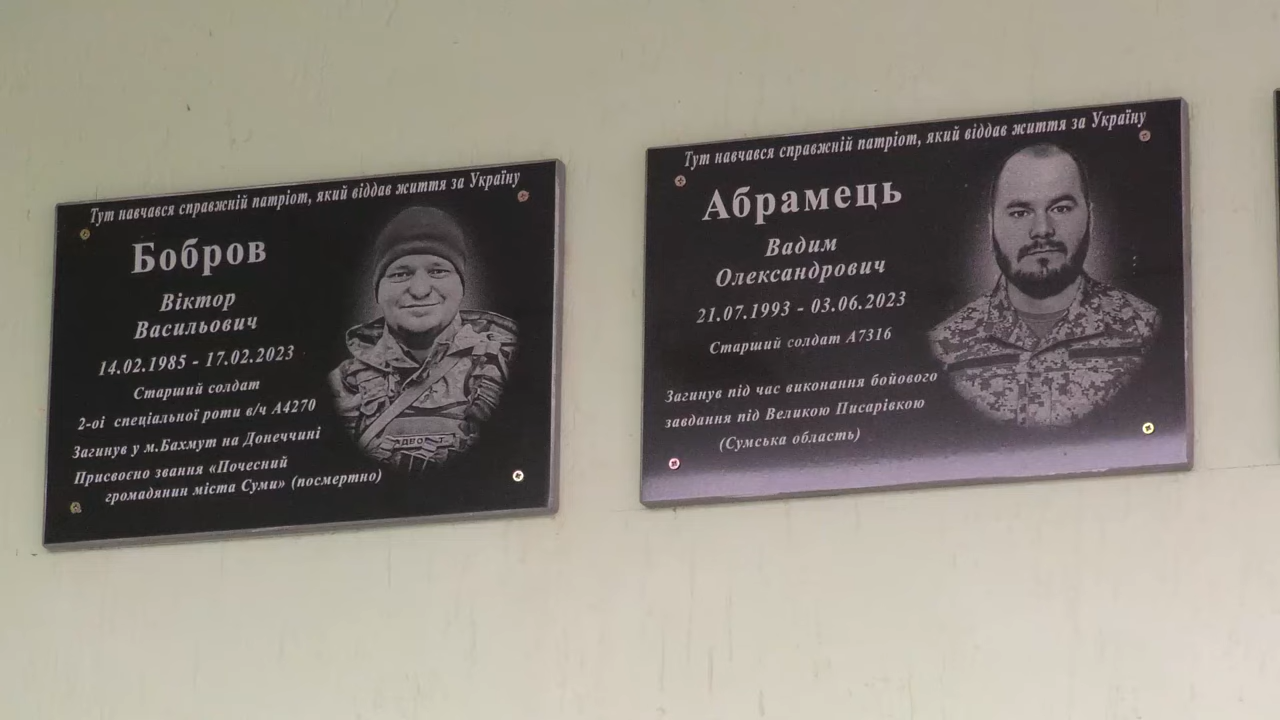 Тут навчався справжній патріот, який віддав життя за Україну
Бобров
Віктор
Васильович
14.02.1985 - 17.02.2023
Старший солдат
2-ої спеціальної роти в/ч А4270
Загинув у м.Бахмут на Донеччині
Присвоєно звання «Почесний
громадянин міста Суми» (посмертно)
Тут навчався справжній патріот, який віддав життя за Україну
Абрамець
Вадим
Олександрович
21.07.1993 - 03.06.2023
Старший солдат А7316
Загинув під час виконання бойового
завдання під Великою Писарівкою
(Сумська область)